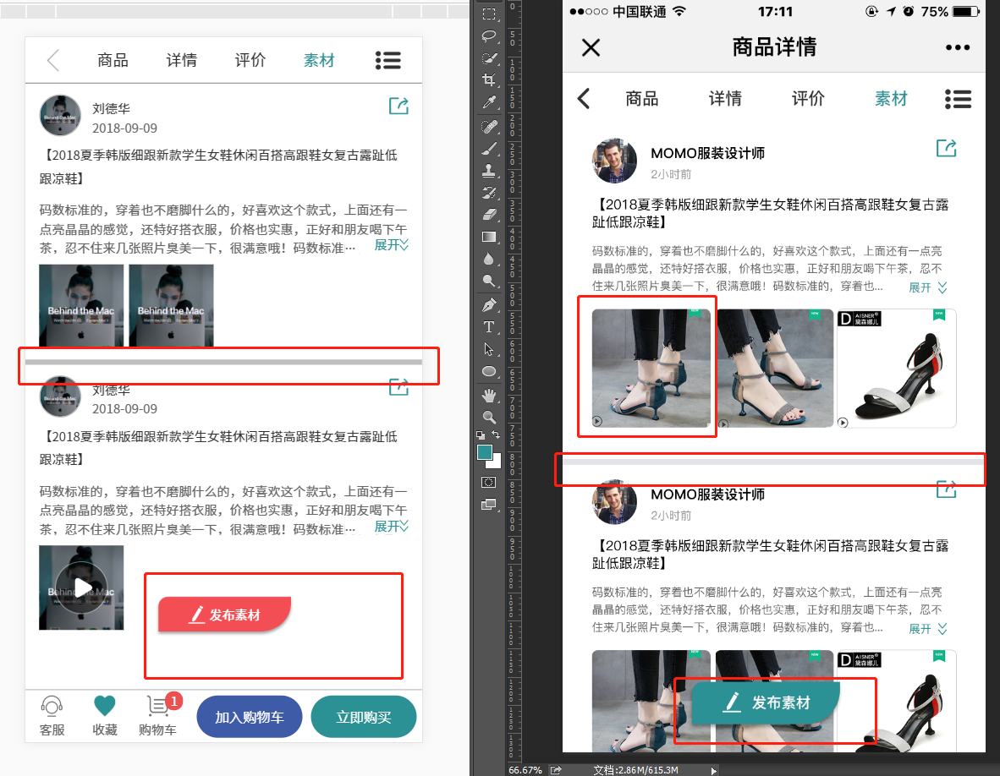 商品 详情 评价 素材
刘德华
2018-09-09
【2018夏季韩版细跟新款学生女鞋休闲百搭高跟鞋女复古露趾低
跟凉鞋】
码数标准的，穿着也不磨脚什么的，好喜欢这个款式，上面还有一
点亮晶晶的感觉，还特好搭衣服，价格也实惠，正好和朋友喝下午
茶，忍不住来几张照片臭美一下，很满意哦！码数标准… 展开
Behind the Mac
Behind the Mac
刘德华
2018-09-09
【2018夏季韩版细跟新款学生女鞋休闲百搭高跟鞋女复古露趾低
跟凉鞋】
码数标准的，穿着也不磨脚什么的，好喜欢这个款式，上面还有一
点亮晶晶的感觉，还特好搭衣服，价格也实惠，正好和朋友喝下午
茶，忍不住来几张照片臭美一下，很满意哦！码数标准… 展开
发布素材
客服 收藏 购物车 1 加入购物车 立即购买
中国联通 17:11 75%
商品详情
商品 详情 评价 素材
MOMO服装设计师
2小时前
【2018夏季韩版细跟新款学生女鞋休闲百搭高跟鞋女复古露
趾低跟凉鞋】
码数标准的，穿着也不磨脚什么的，好喜欢这个款式，上面还有一点亮
晶晶的感觉，还特好搭衣服，价格也实惠，正好和朋友喝下午茶，忍不
住来几张照片臭美一下，很满意哦！码数标准的，穿着也... 展开
NEW
NEW
D AISNER® 黛森娜儿
NEW
MOMO服装设计师
2小时前
【2018夏季韩版细跟新款学生女鞋休闲百搭高跟鞋女复古露
趾低跟凉鞋】
码数标准的，穿着也不磨脚什么的，好喜欢这个款式，上面还有一点亮
晶晶的感觉，还特好搭衣服，价格也实惠，正好和朋友喝下午茶，忍不
住来几张照片臭美一下，很满意哦！码数标准的，穿着也... 展开
NEW
NEW
D AISNER® 黛森娜儿
NEW
发布素材
66.67% 文档:2.86M/615.3M